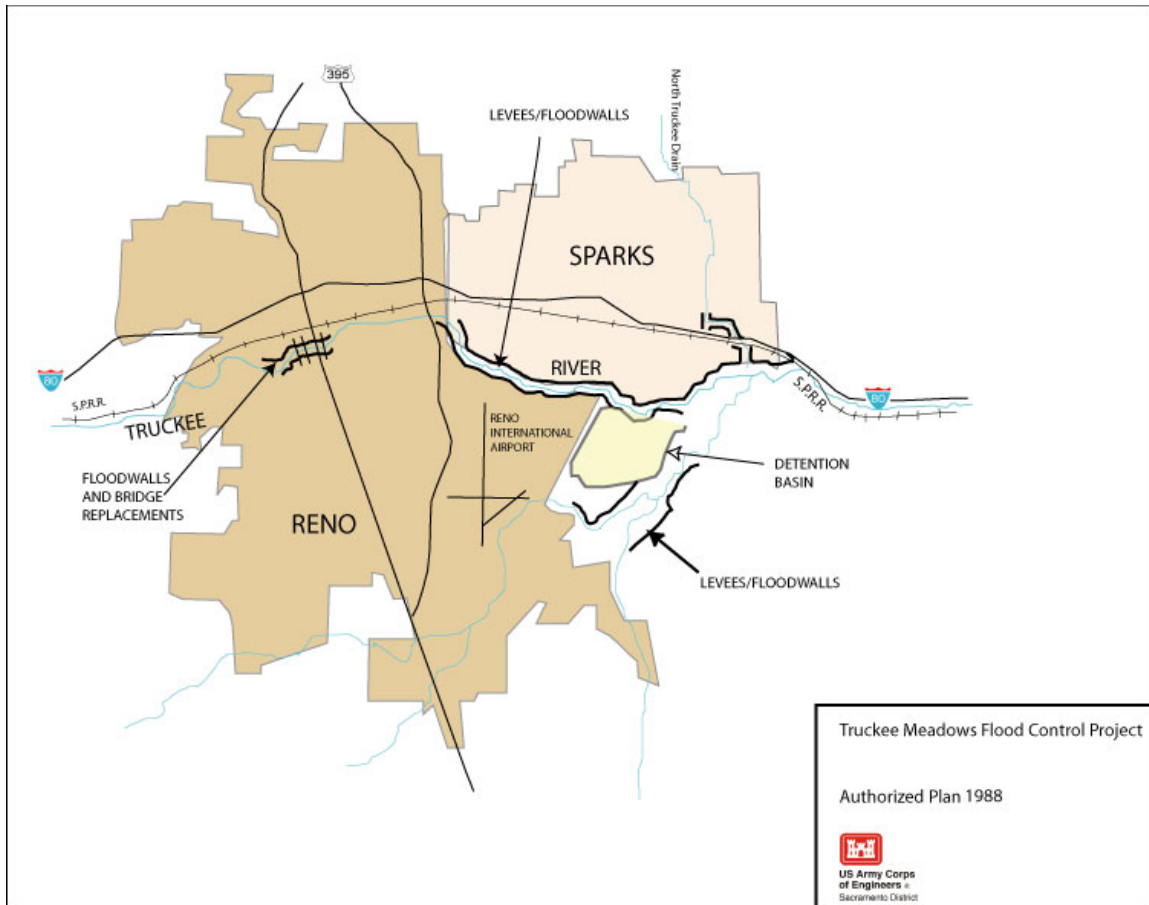 395
North Truckee Drain
LEVEES/FLOODWALLS
SPARKS
RIVER
80
S.P.R.R.
TRUCKEE
S.P.R.R.
80
RENO
INTERNATIONAL
AIRPORT
DETENTION
BASIN
FLOODWALLS
AND BRIDGE
REPLACEMENTS
RENO
LEVEES/FLOODWALLS
Truckee Meadows Flood Control Project
Authorized Plan 1988
US Army Corps
of Engineers
Sacramento District